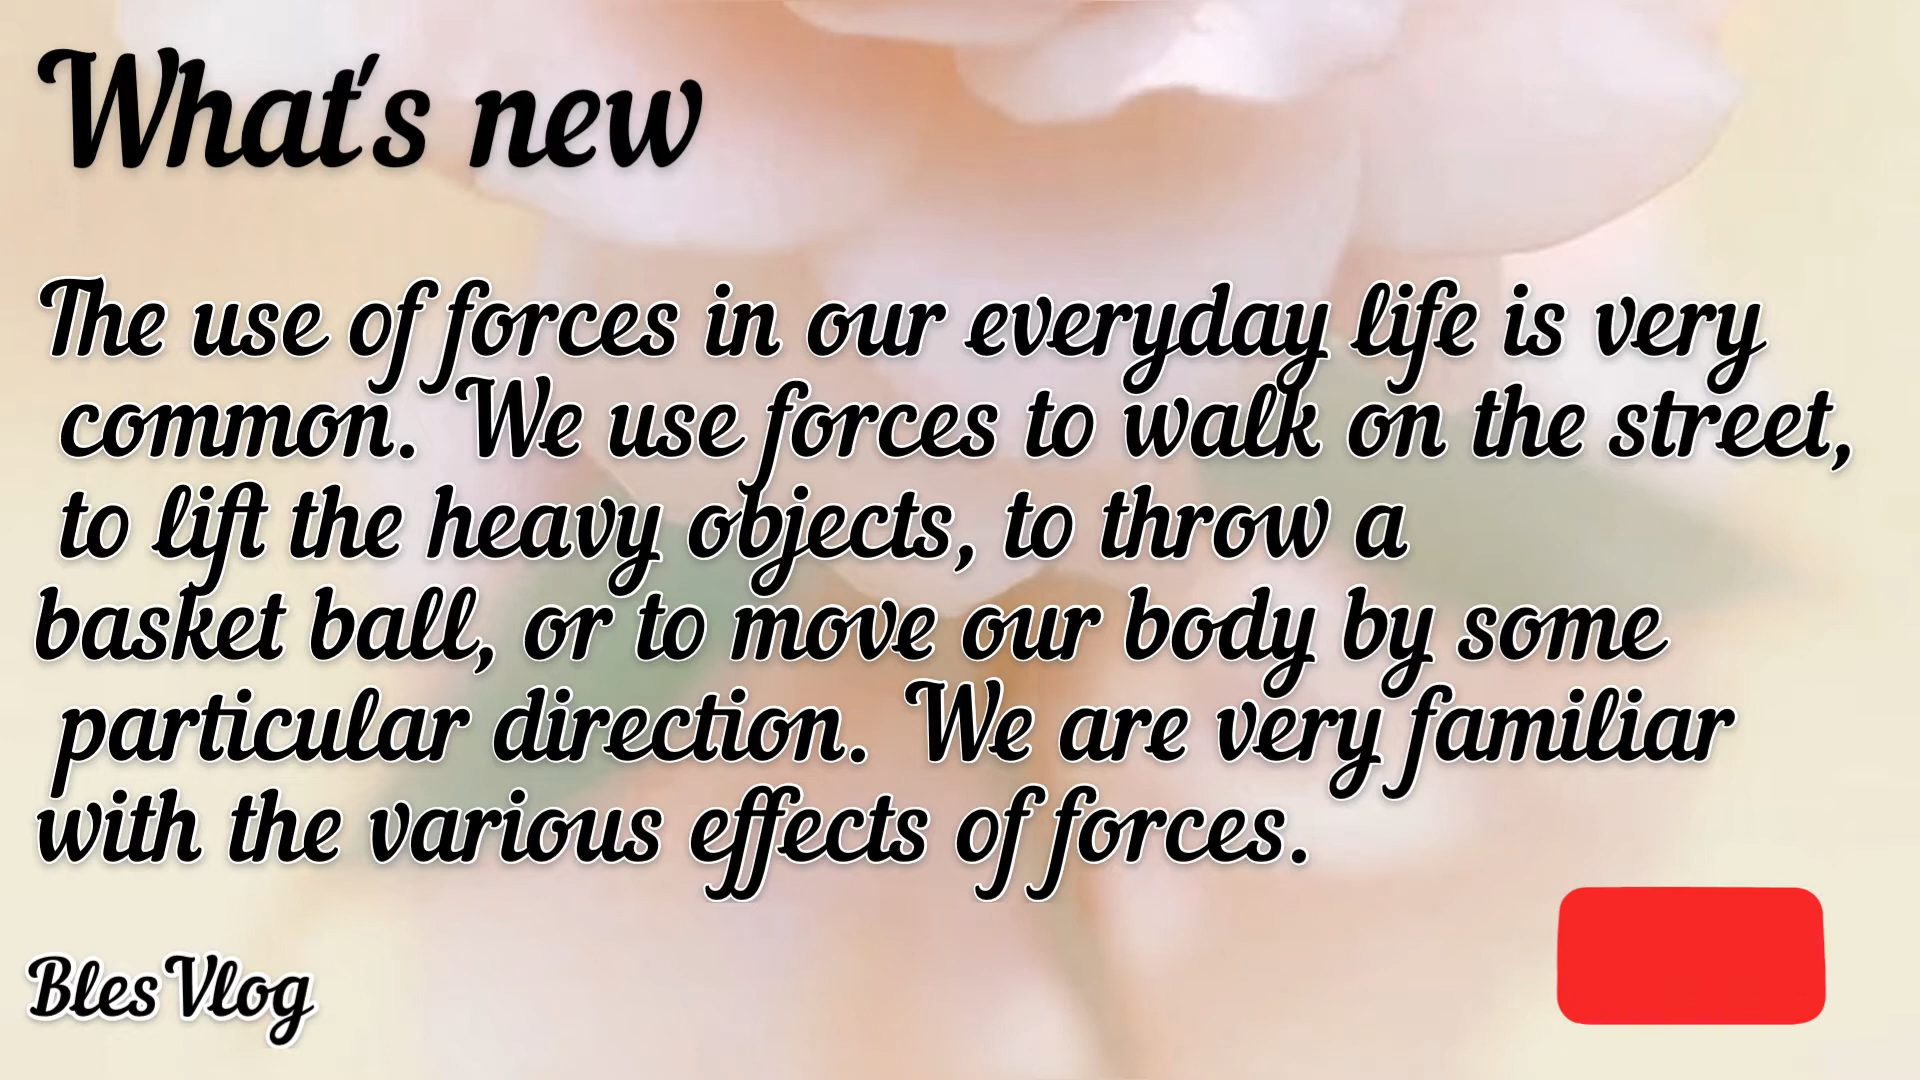 What's new
The use of forces in our everyday life is very
common. We use forces to walk on the street,
to lift the heavy objects, to throw a
basket ball, or to move our body by some
particular direction. We are very familiar
with the various effects of forces.
Bles Vlog